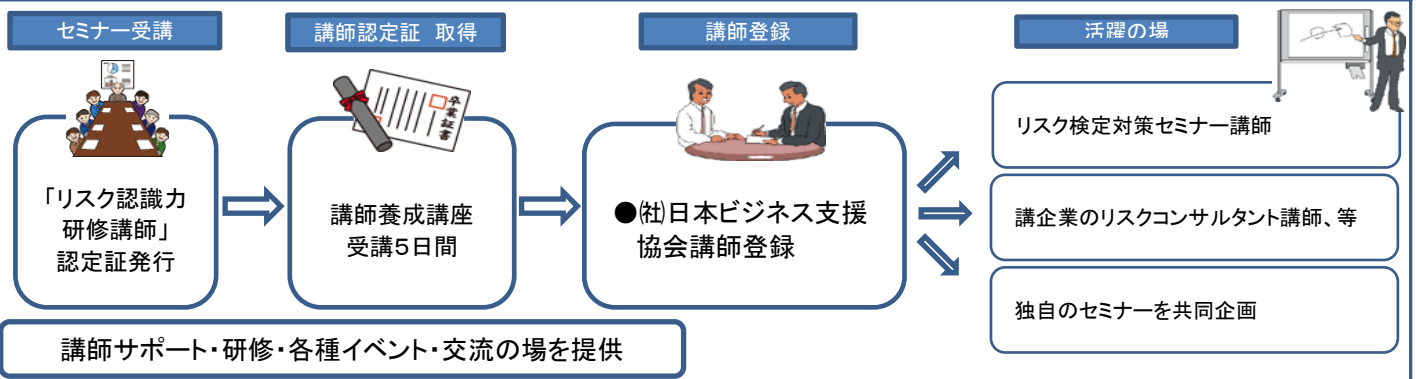 セミナー受講
講師認定証 取得
講師登録
活躍の場
「リスク認識力
研修講師」
認定証発行
卒業証書
講師養成講座
受講5日間
●㈳日本ビジネス支援
協会講師登録
リスク検定対策セミナー講師
講企業のリスクコンサルタント講師、等
独自のセミナーを共同企画
講師サポート・研修・各種イベント・交流の場を提供